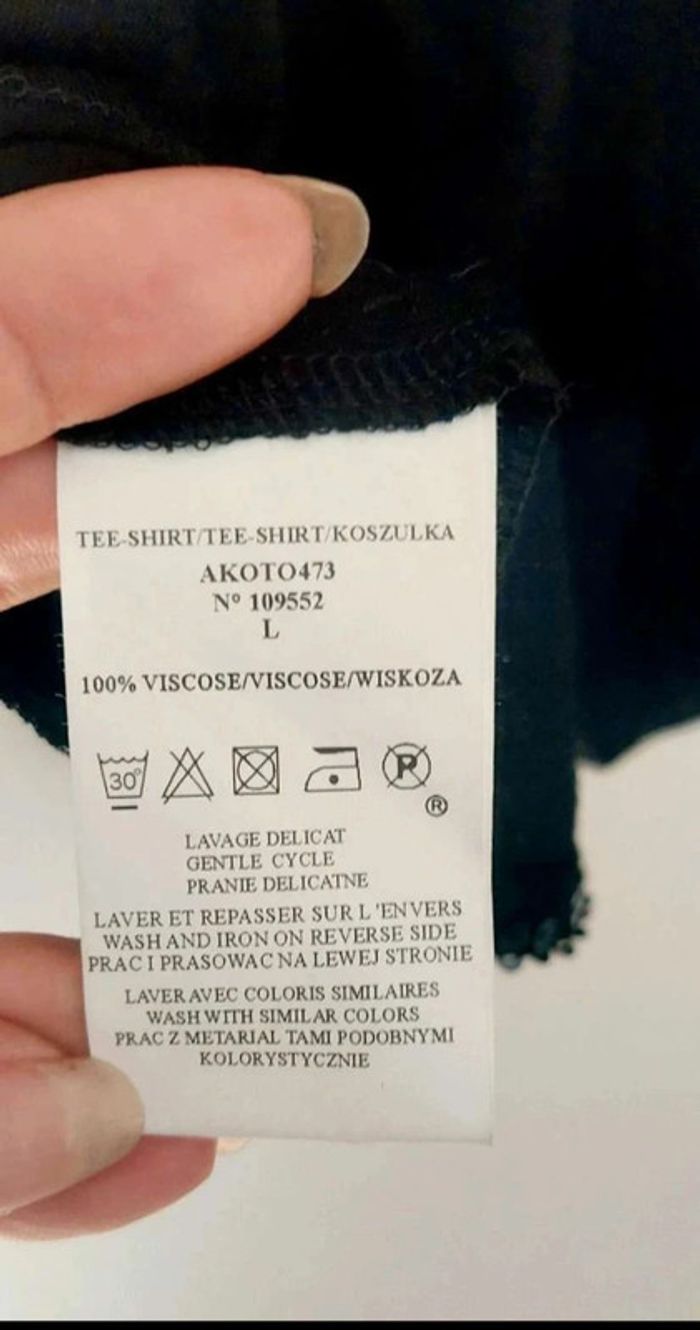 TEE-SHIRT/TEE-SHIRT/KOSZULKA
AKOTO473
Nº 109552
L
100% VISCOSE/VISCOSE/WISKOZA
30°
P
®
LAVAGE DELICAT
GENTLE CYCLE
PRANIE DELICATNE
LAVER ET REPASSER SUR L'ENVERS
WASH AND IRON ON REVERSE SIDE
PRAC I PRASOWAC NA LEWEJ STRONIE
LAVER AVEC COLORIS SIMILAIRES
WASH WITH SIMILAR COLORS
PRAC Z METARIAL TAMI PODOBNYMI
KOLORYSTYCZNIE